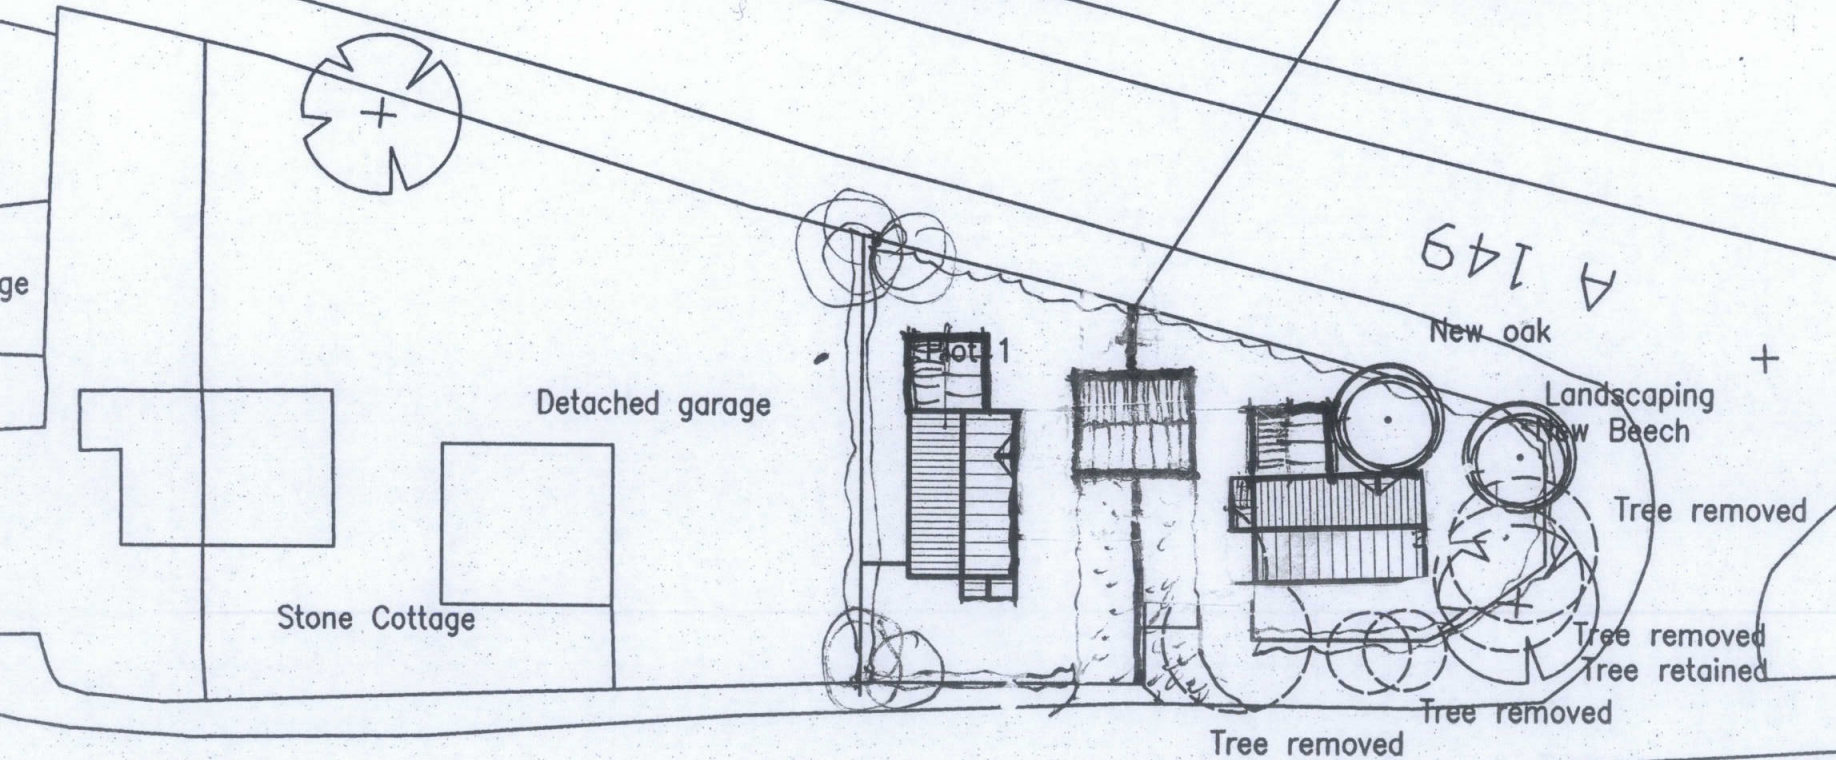 A 149
New oak
Plot 1
Landscaping
New Beech
ge
Detached garage
Tree removed
Stone Cottage
Tree removed
Tree retained
Tree removed
Tree removed